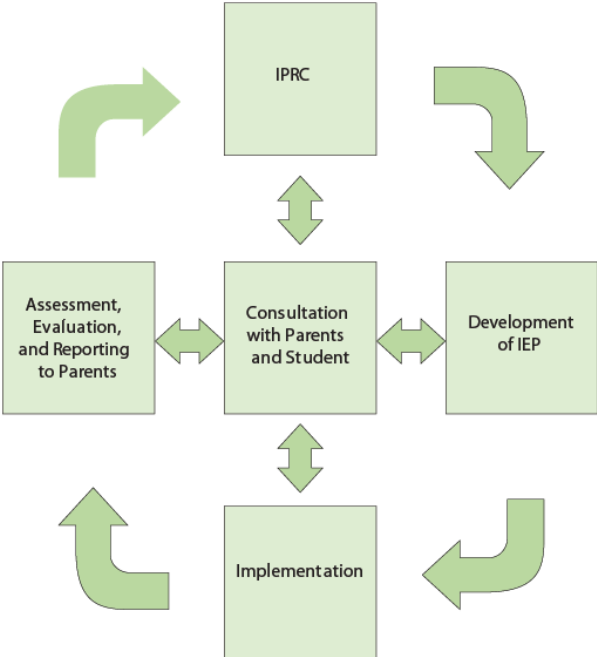 IPRC
Assessment,
Evaluation,
and Reporting
to Parents
Consultation
with Parents
and Student
Development
of IEP
Implementation